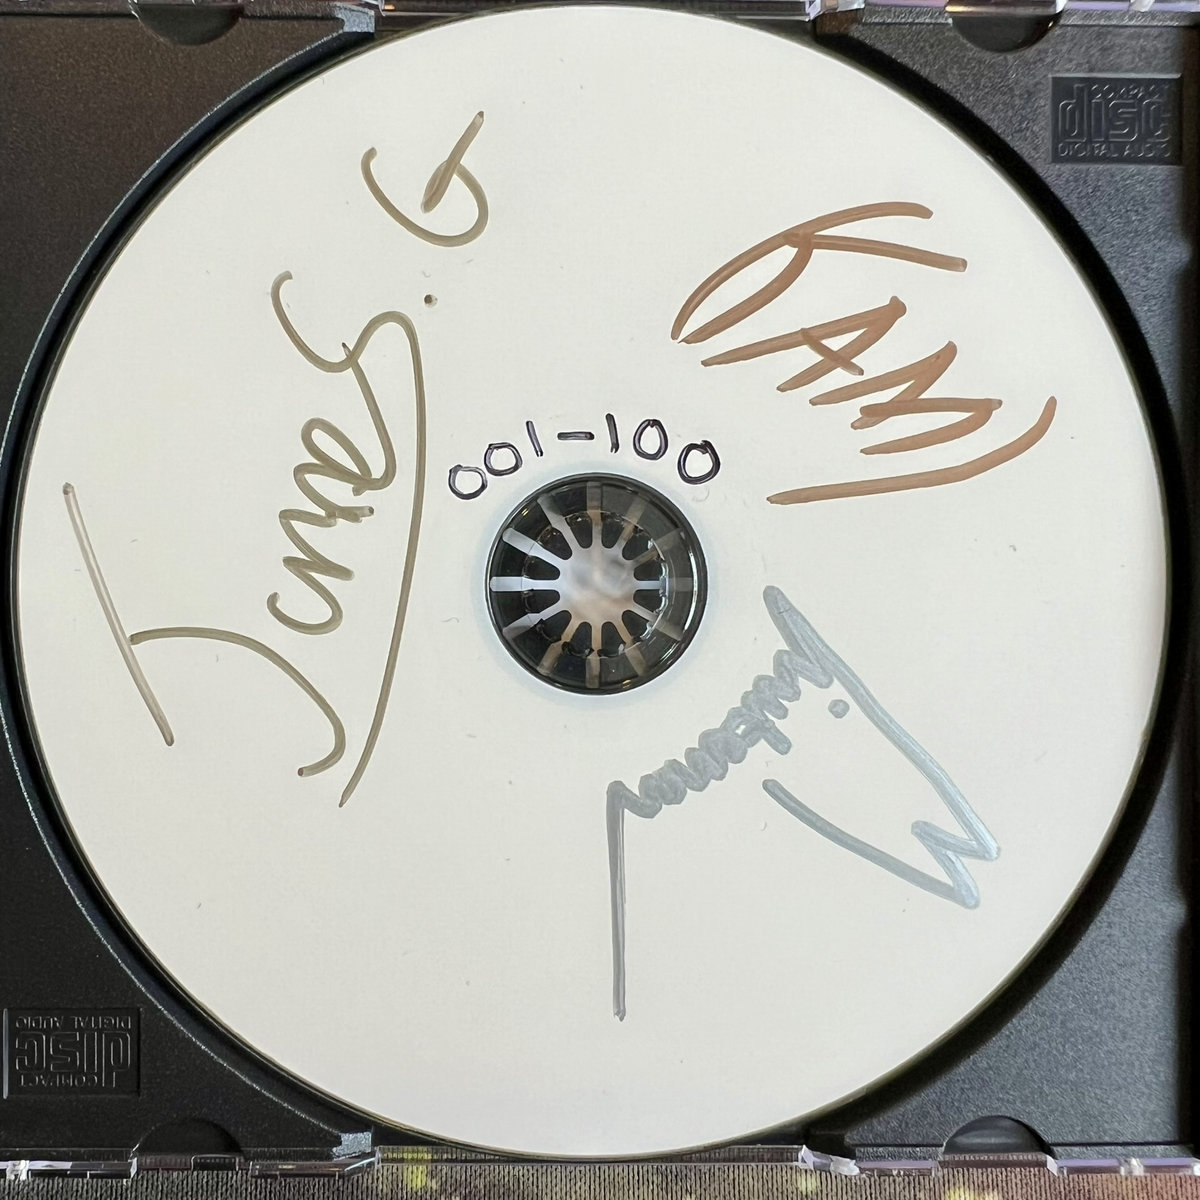 James. G
KAMI
001-100
COMPACT
disc
DIGITAL AUDIO
COMPACT
disc
DIGITAL AUDIO